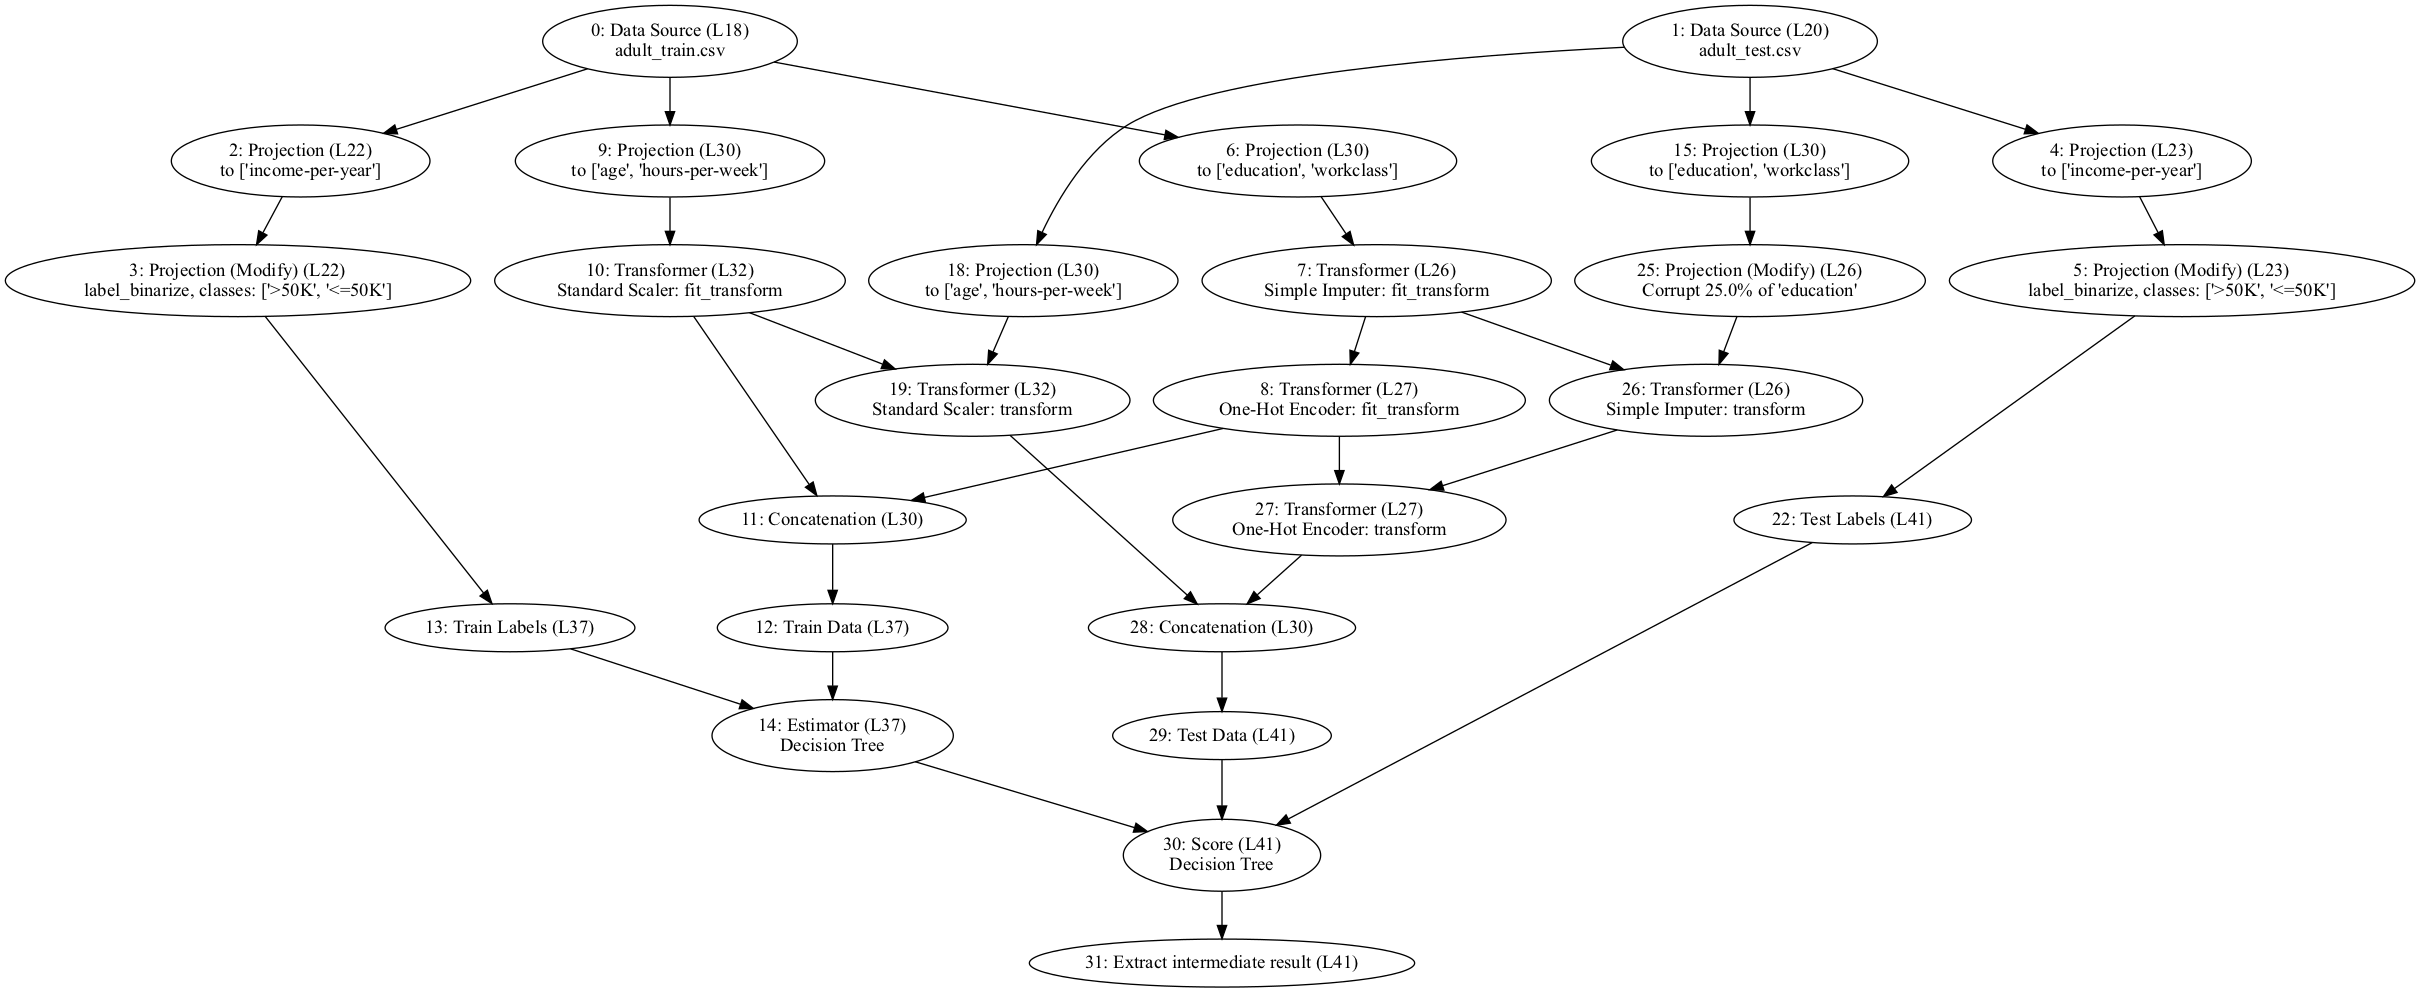 0: Data Source (L18)
adult_train.csv
1: Data Source (L20)
adult_test.csv
2: Projection (L22)
to ['income-per-year']
9: Projection (L30)
to ['age', 'hours-per-week']
6: Projection (L30)
to ['education', 'workclass']
15: Projection (L30)
to ['education', 'workclass']
4: Projection (L23)
to ['income-per-year']
3: Projection (Modify) (L22)
label_binarize, classes: ['>50K', '<=50K']
10: Transformer (L32)
Standard Scaler: fit_transform
18: Projection (L30)
to ['age', 'hours-per-week']
7: Transformer (L26)
Simple Imputer: fit_transform
25: Projection (Modify) (L26)
Corrupt 25.0% of 'education'
5: Projection (Modify) (L23)
label_binarize, classes: ['>50K', '<=50K']
19: Transformer (L32)
Standard Scaler: transform
8: Transformer (L27)
One-Hot Encoder: fit_transform
26: Transformer (L26)
Simple Imputer: transform
11: Concatenation (L30)
27: Transformer (L27)
One-Hot Encoder: transform
22: Test Labels (L41)
13: Train Labels (L37)
12: Train Data (L37)
28: Concatenation (L30)
14: Estimator (L37)
Decision Tree
29: Test Data (L41)
30: Score (L41)
Decision Tree
31: Extract intermediate result (L41)